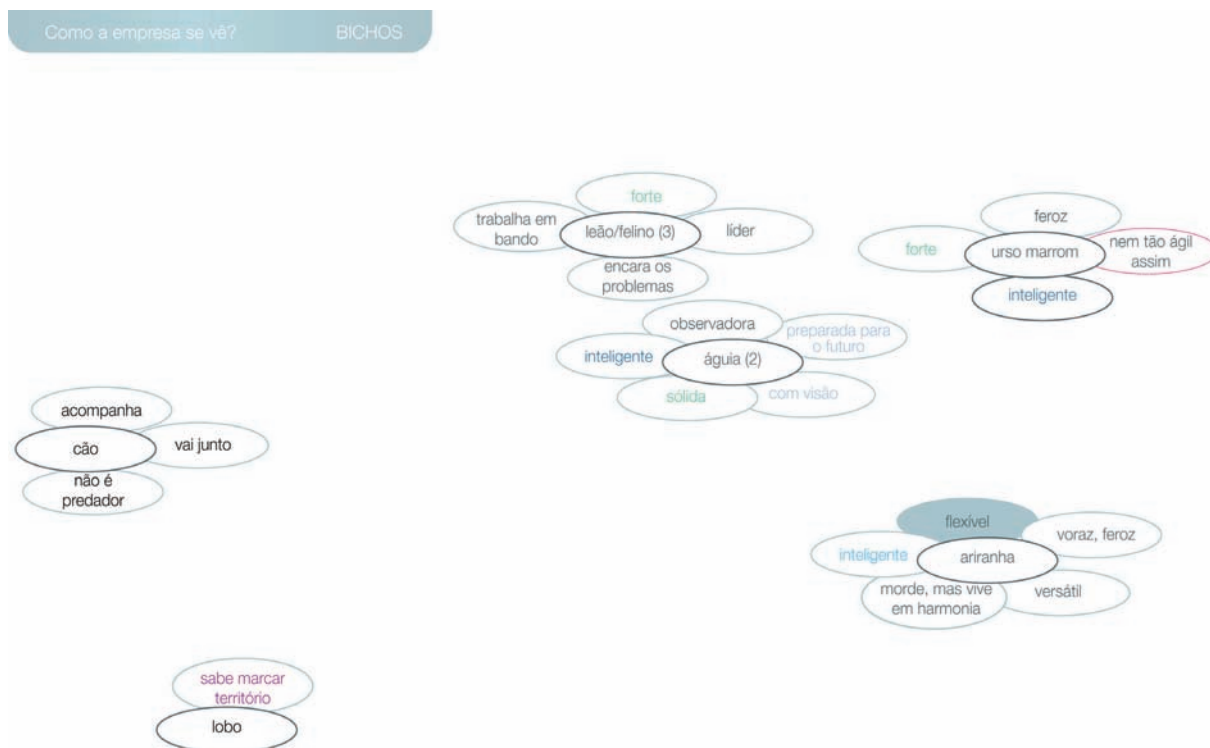 Como a empresa se vê? BICHOS
forte
trabalha em
bando
leão/felino (3)
líder
encara os
problemas
feroz
forte
urso marrom
nem tão ágil
assim
inteligente
observadora
preparada para
o futuro
inteligente
águia (2)
sólida
com visão
acompanha
cão
vai junto
não é
predador
flexível
voraz, feroz
inteligente
ariranha
morde, mas vive
em harmonia
versátil
sabe marcar
território
lobo